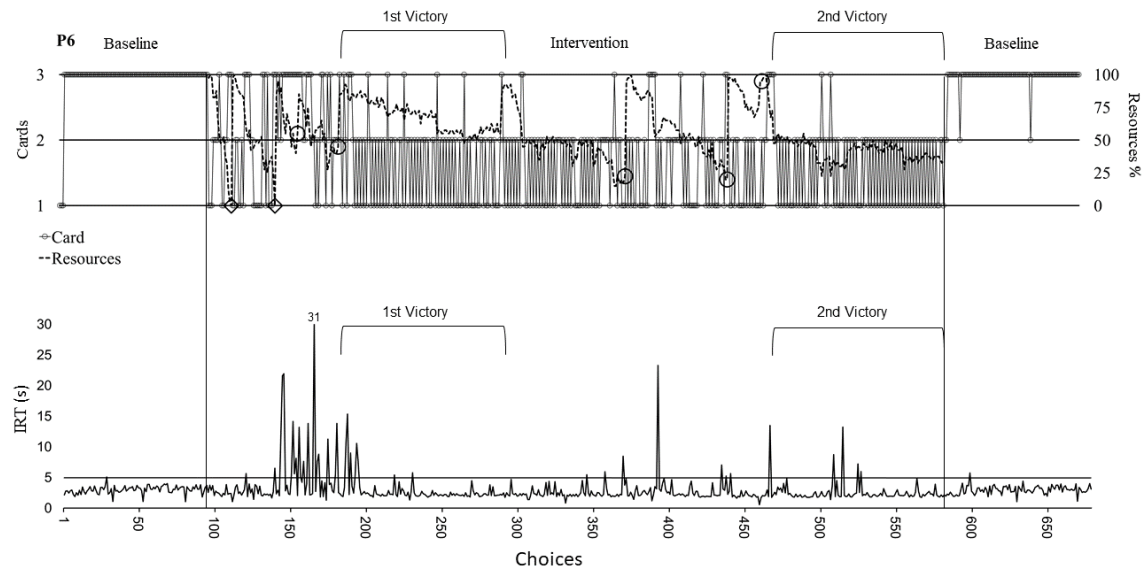 1st Victory
2nd Victory
P6
Baseline
Intervention
Baseline
3
2
1
Cards
100
75
50
25
0
Resources %
Card
Resources
1st Victory
2nd Victory
31
30
25
20
15
10
5
0
IRT (s)
1
50
100
150
200
250
300
350
400
450
500
550
600
650
Choices